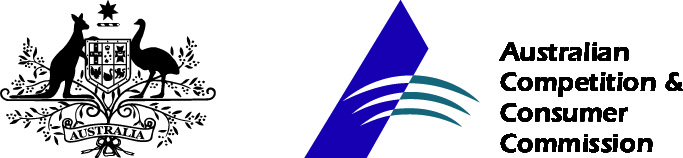 AUSTRALIA
Australian
Competition &
Consumer
Commission